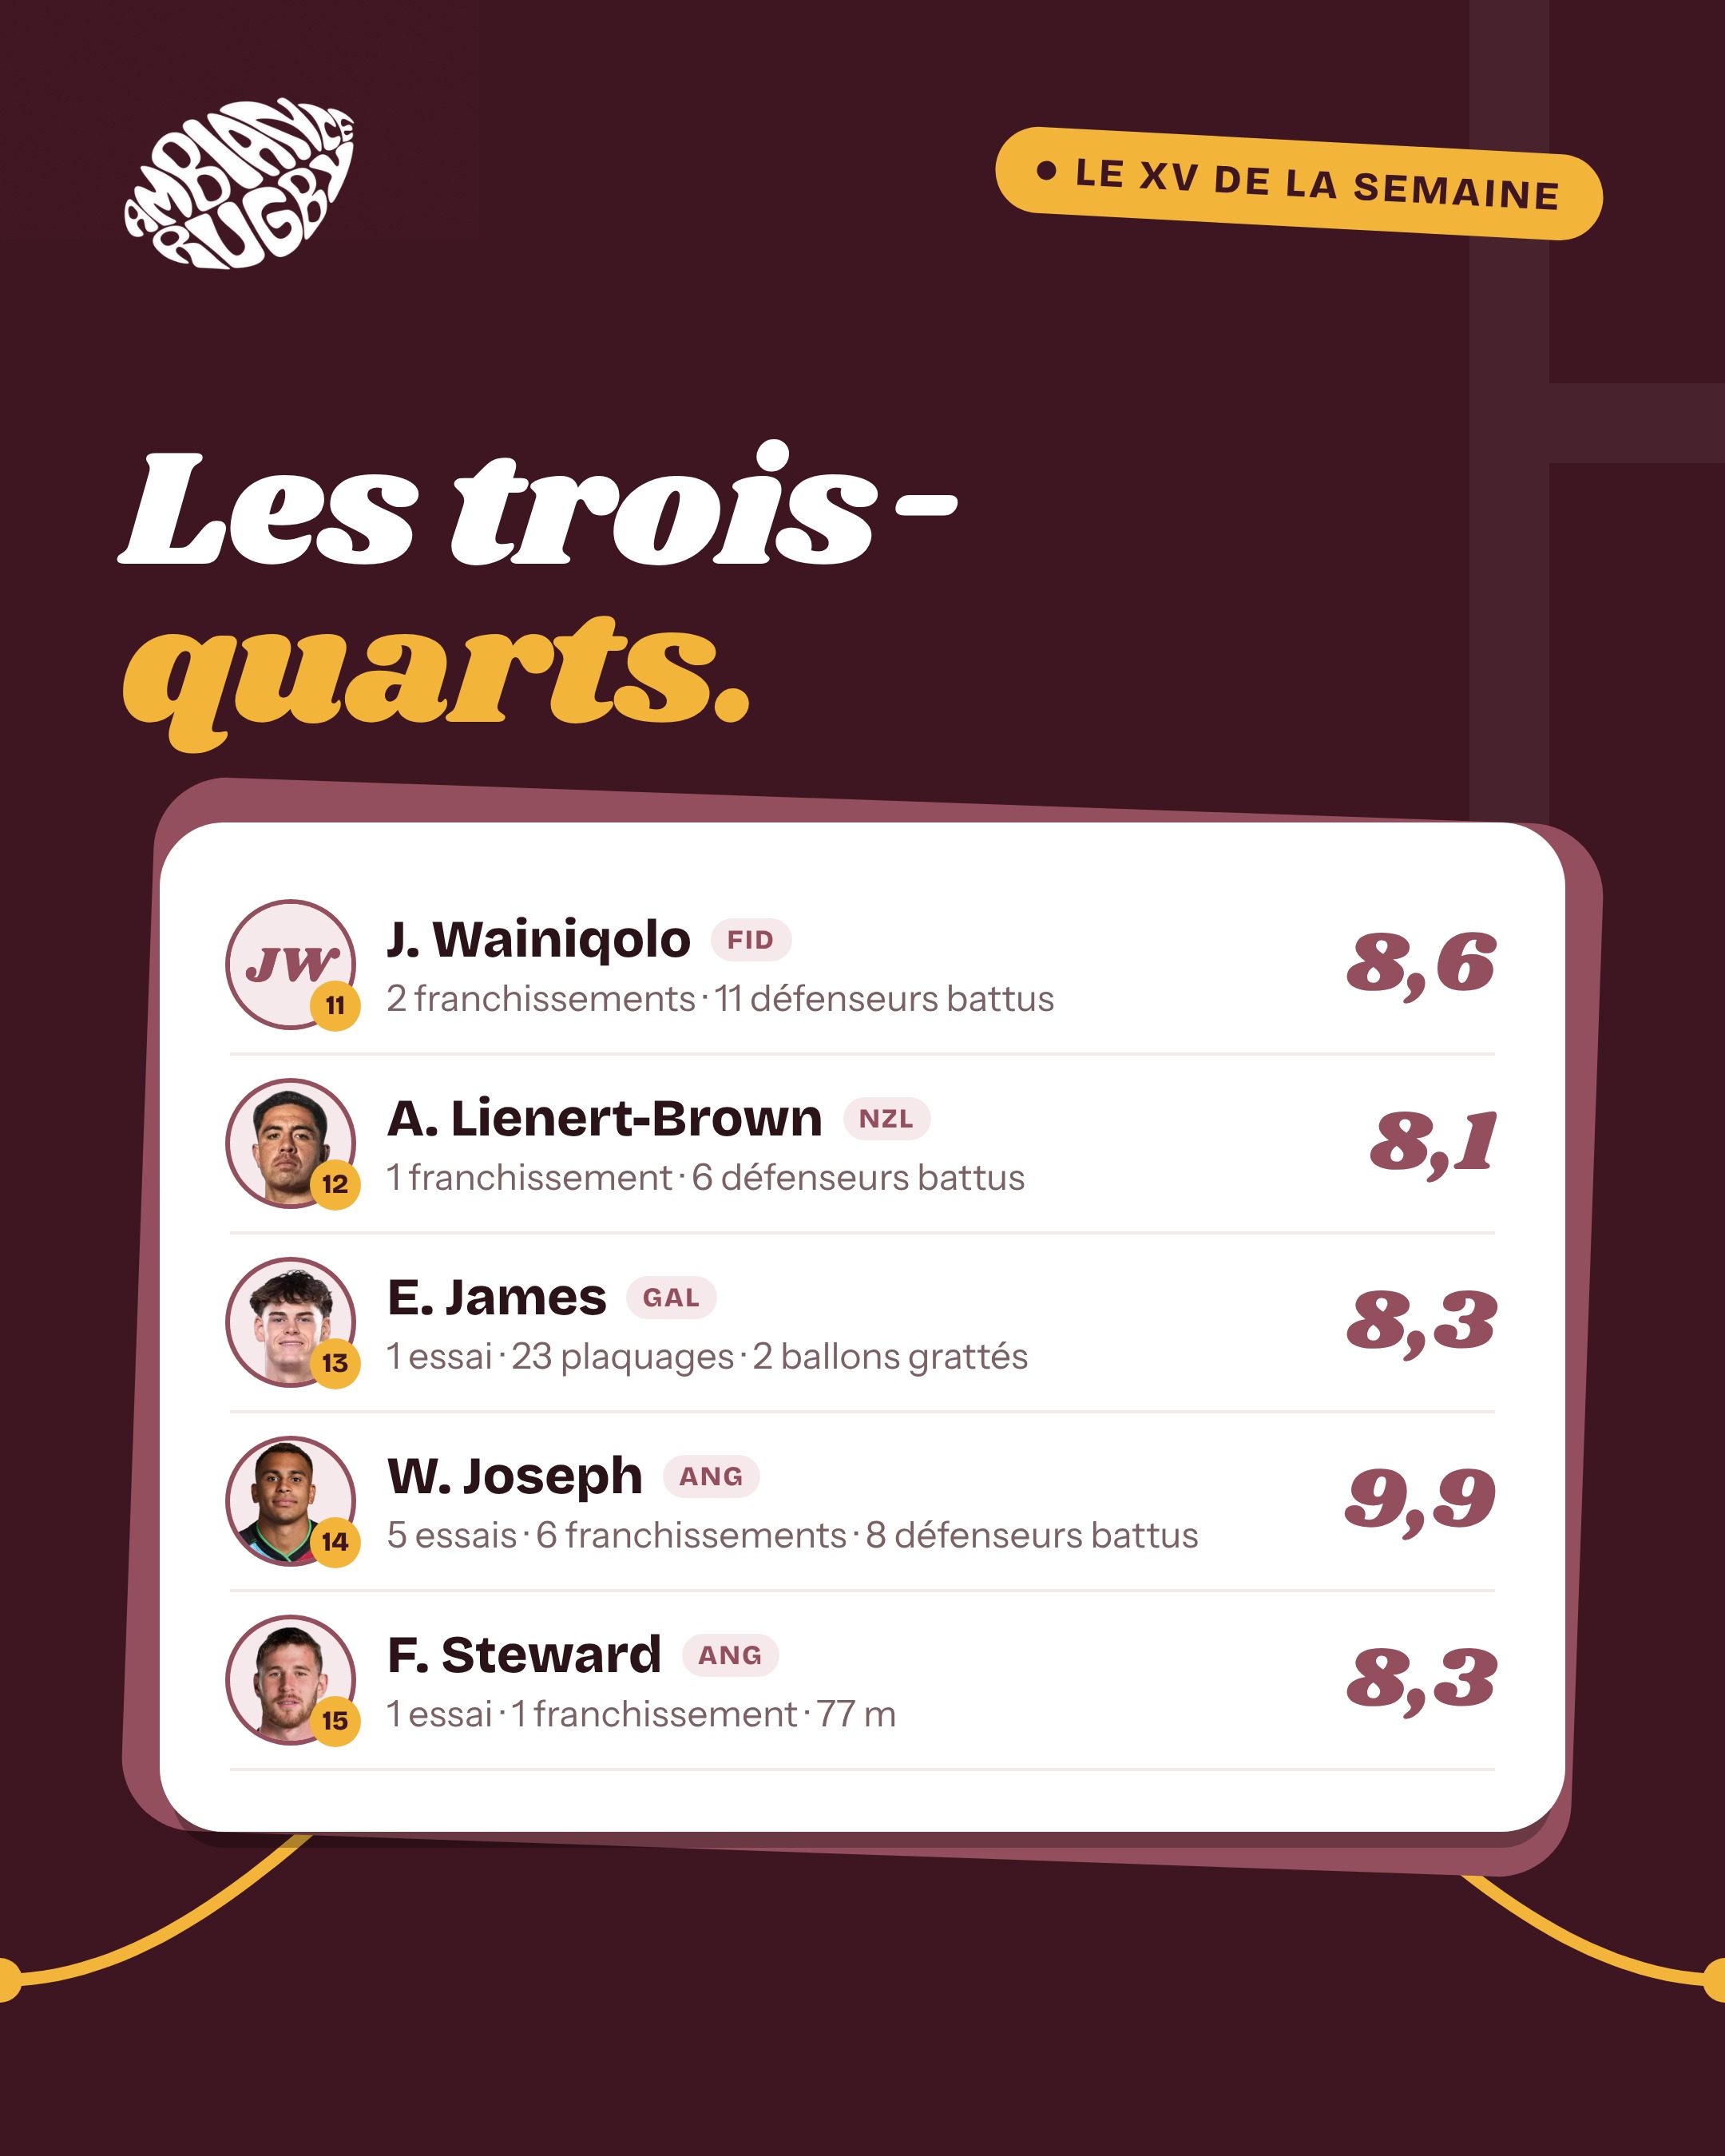 AMBIANCE
RUGBY
• LE XV DE LA SEMAINE
Les trois-
quarts.
JW
11
J. Wainiqolo FID
2 franchissements · 11 défenseurs battus
8,6
12
A. Lienert-Brown NZL
1 franchissement · 6 défenseurs battus
8,1
13
E. James GAL
1 essai · 23 plaquages · 2 ballons grattés
8,3
14
W. Joseph ANG
5 essais · 6 franchissements · 8 défenseurs battus
9,9
15
F. Steward ANG
1 essai · 1 franchissement · 77 m
8,3